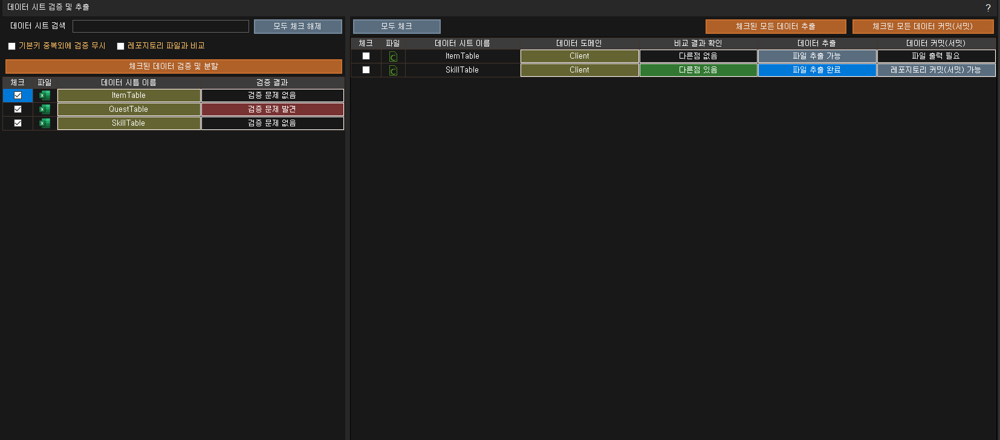 데이터 시트 검증 및 추출
?
데이터 시트 검색
모두 체크 해제
기본키 중복외에 검증 무시
레포지토리 파일과 비교
체크된 데이터 검증 및 분할
체크 파일 데이터 시틀 이름 검증 결과
ItemTable 검증 문제 없음
QuestTable 검증 문제 발견
SkillTable 검증 문제 없음
모두 체크
체크된 모든 데이터 추출
체크된 모든 데이터 커밋(서밋)
체크 파일 데이터 시트 이름 데이터 도메인 비교 결과 확인 데이터 추출 데이터 커밋(서밋)
ItemTable Client 다른점 없음 파일 추출 가능 파일 출력 필요
SkillTable Client 다른점 있음 파일 추출 완료 레포지토리 커밋(서밋) 가능